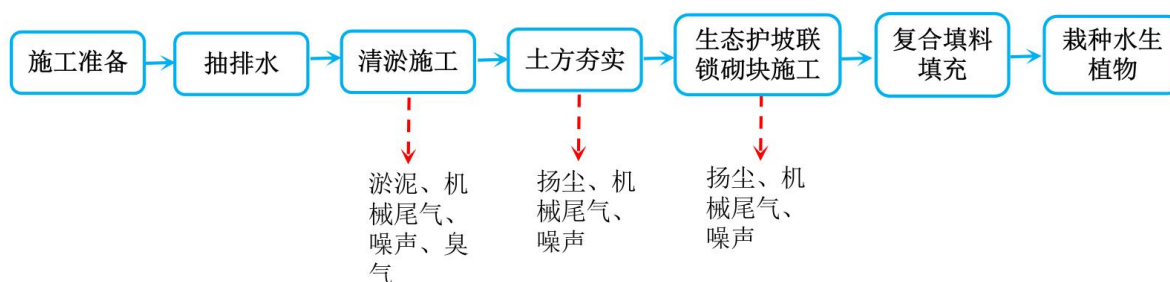 施工准备
抽排水
清淤施工
土方夯实
生态护坡联
锁砌块施工
复合填料
填充
栽种水生
植物
淤泥、机
械尾气、
噪声、臭
气
扬尘、机
械尾气、
噪声
扬尘、机
械尾气、
噪声